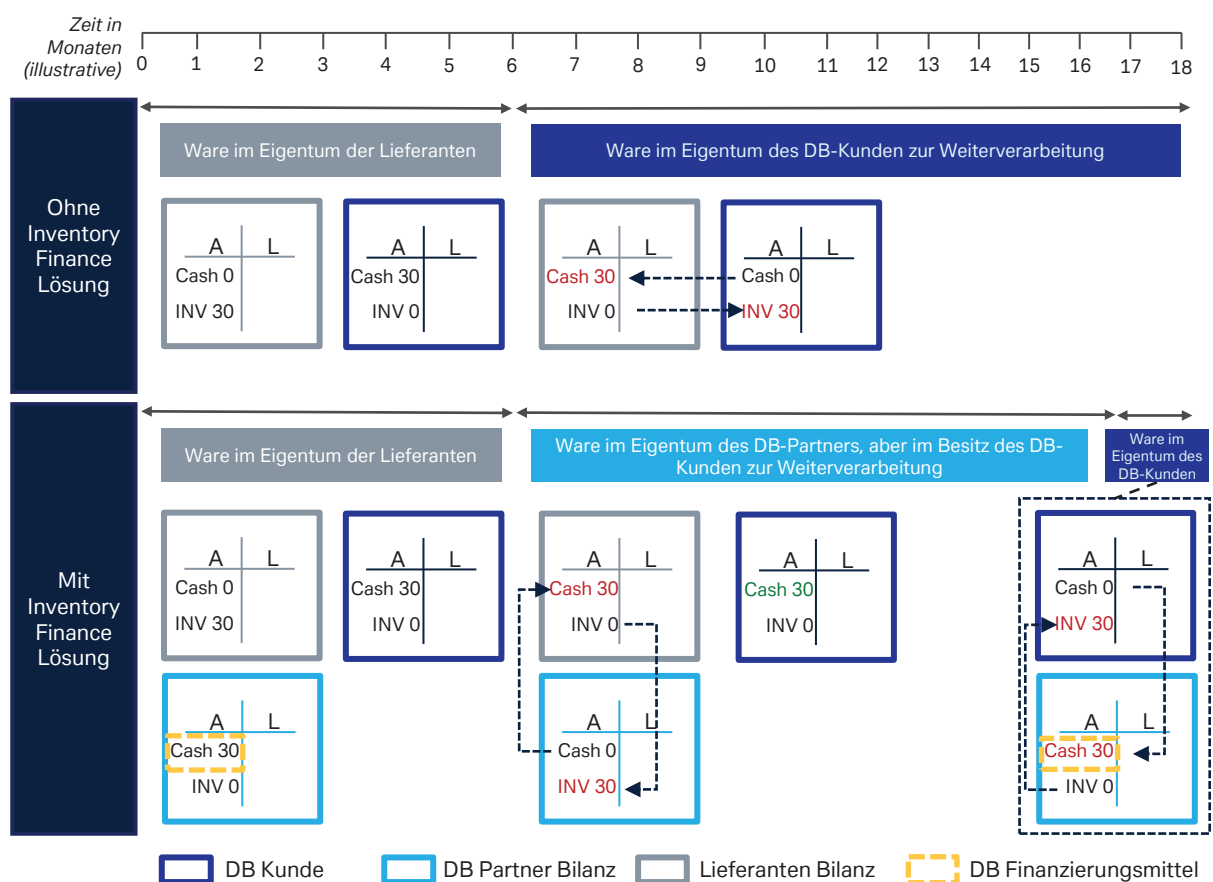 Zeit in
Monaten
(illustrative)
0 1 2 3 4 5 6 7 8 9 10 11 12 13 14 15 16 17 18
Ohne
Inventory
Finance
Lösung
Ware im Eigentum der Lieferanten
Ware im Eigentum des DB-Kunden zur Weiterverarbeitung
A L
Cash 0
INV 30
A L
Cash 30
INV 0
A L
Cash 30
INV 0
A L
Cash 0
INV 30
Mit
Inventory
Finance
Lösung
Ware im Eigentum der Lieferanten
Ware im Eigentum des DB-Partners, aber im Besitz des DB-
Kunden zur Weiterverarbeitung
Ware im
Eigentum des
DB-Kunden
A L
Cash 0
INV 30
A L
Cash 30
INV 0
A L
Cash 30
INV 0
A L
Cash 30
INV 0
A L
Cash 0
INV 30
A L
Cash 30
INV 0
A L
Cash 0
INV 30
A L
Cash 30
INV 0
DB Kunde
DB Partner Bilanz
Lieferanten Bilanz
DB Finanzierungsmittel